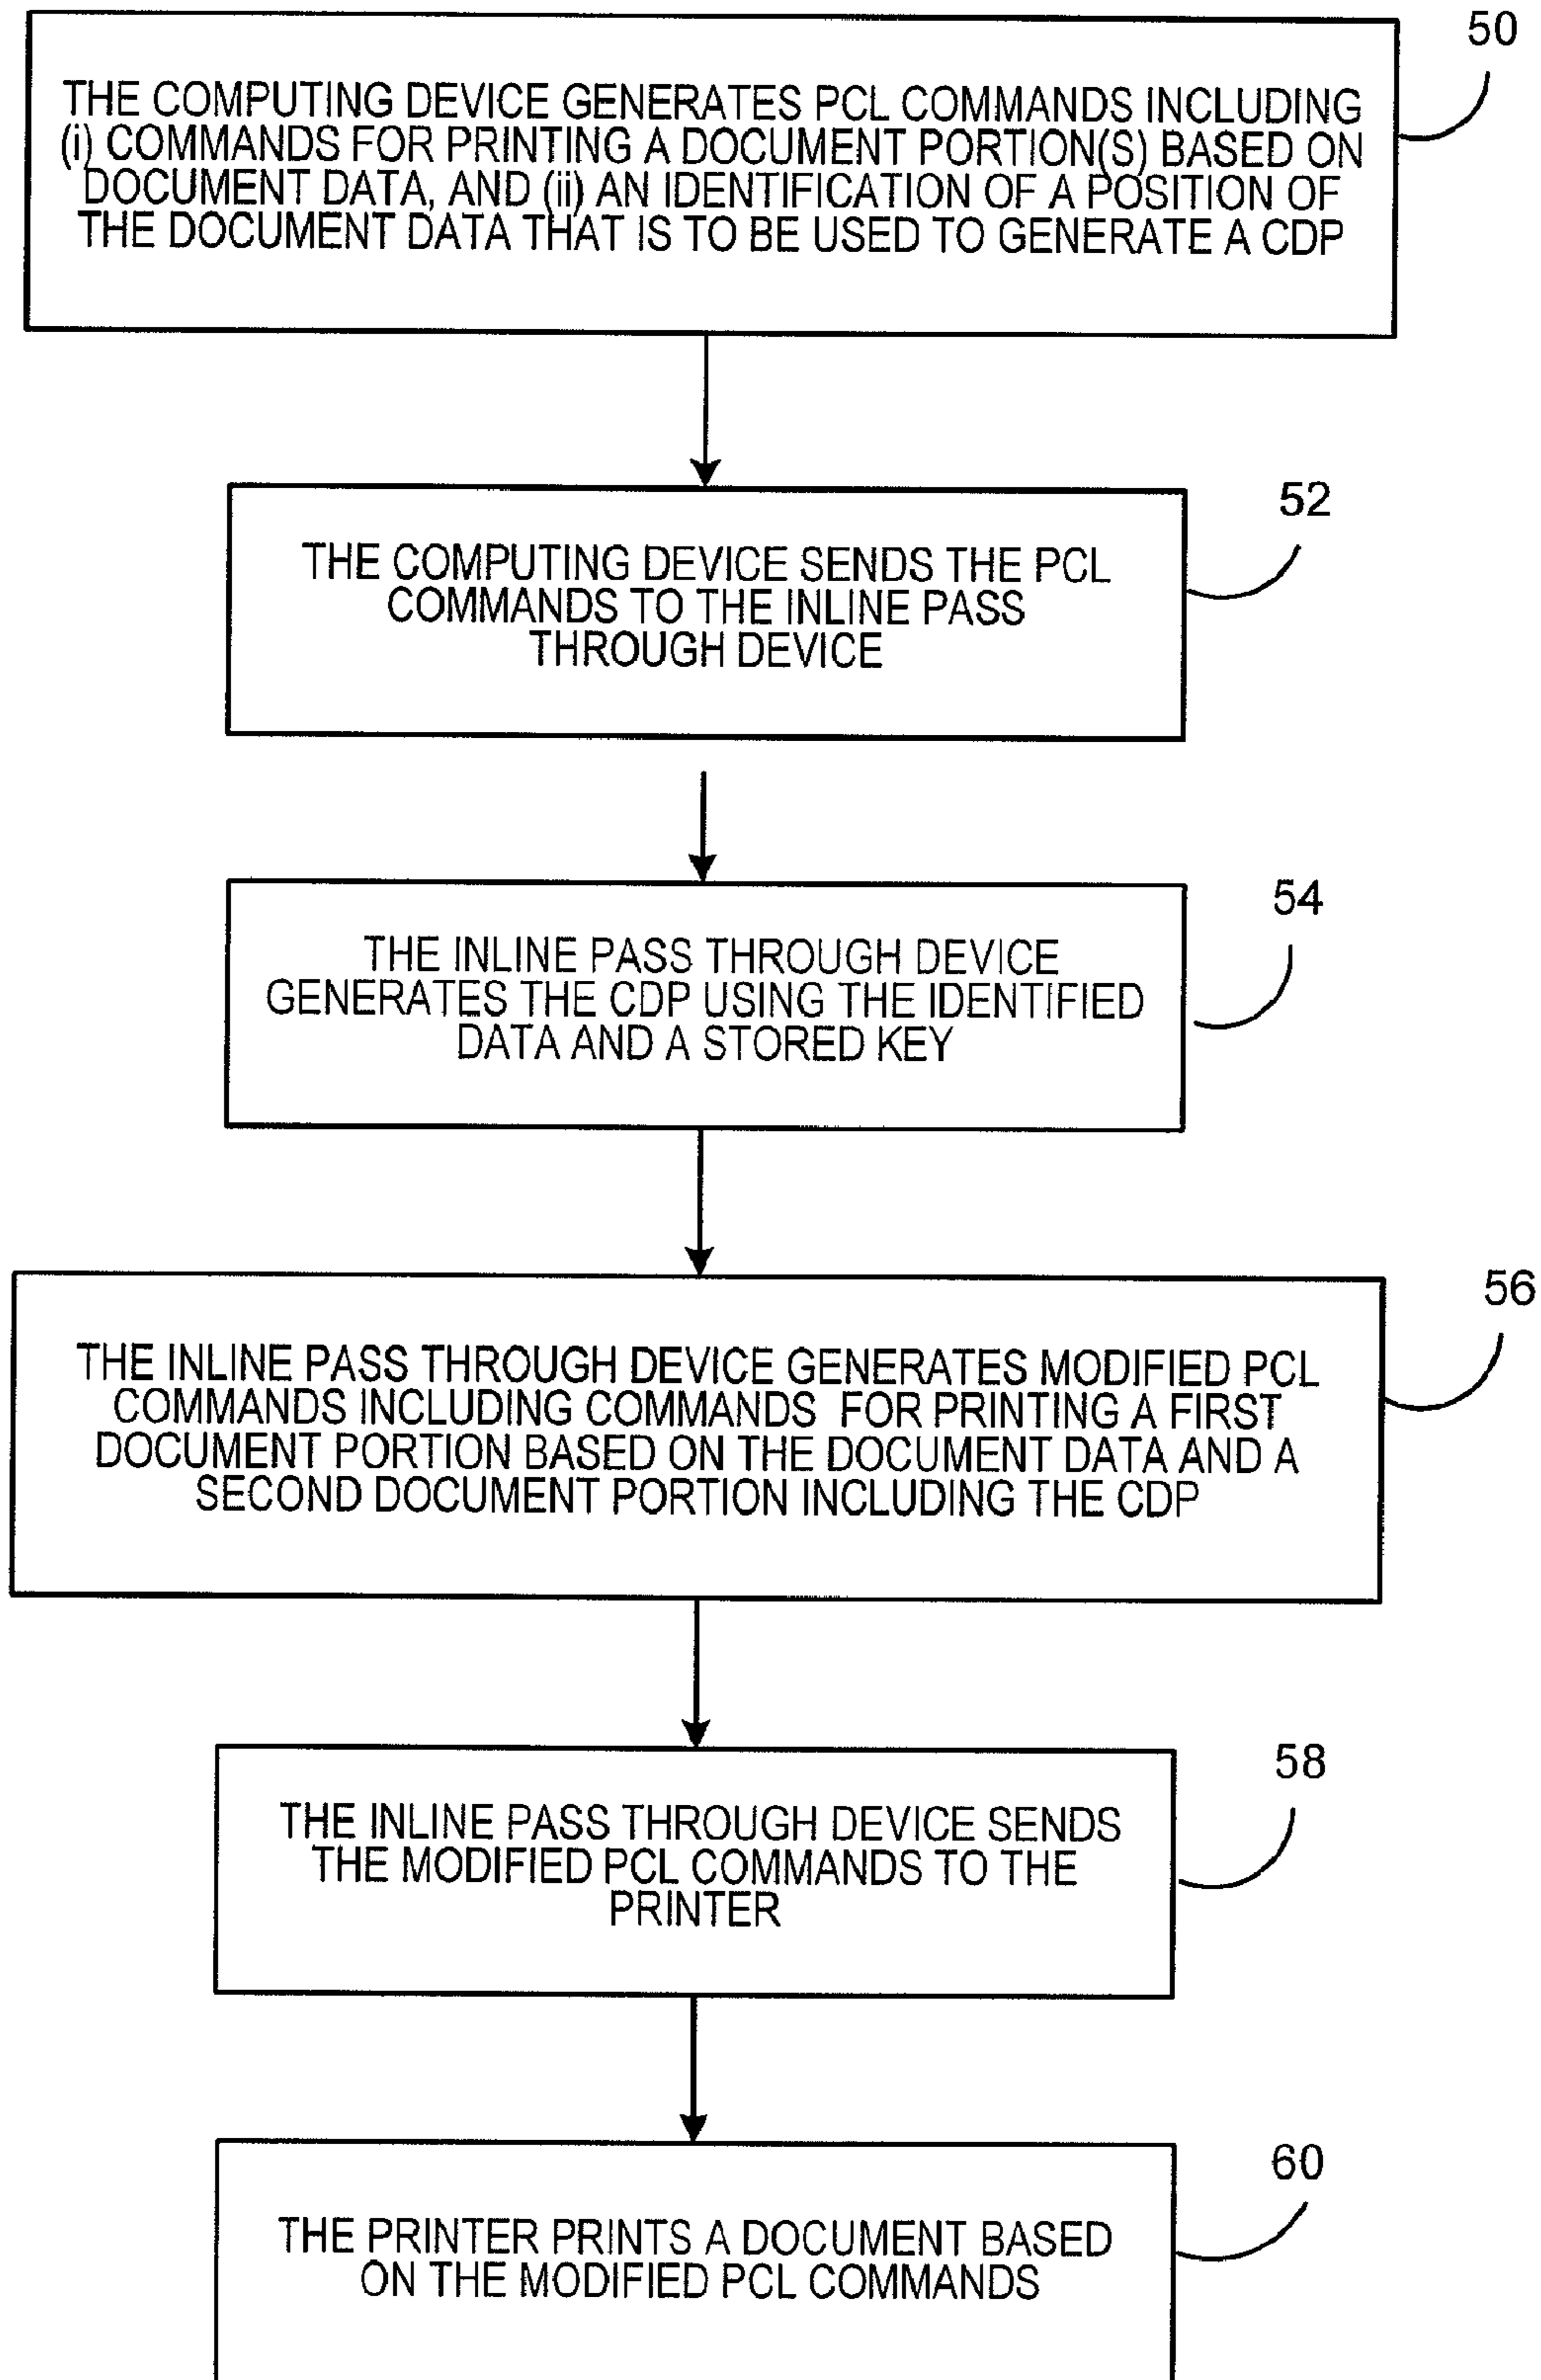 50
THE COMPUTING DEVICE GENERATES PCL COMMANDS INCLUDING
(i) COMMANDS FOR PRINTING A DOCUMENT PORTION(S) BASED ON
DOCUMENT DATA, AND (ii) AN IDENTIFICATION OF A POSITION OF
THE DOCUMENT DATA THAT IS TO BE USED TO GENERATE A CDP
52
THE COMPUTING DEVICE SENDS THE PCL
COMMANDS TO THE INLINE PASS
THROUGH DEVICE
54
THE INLINE PASS THROUGH DEVICE
GENERATES THE CDP USING THE IDENTIFIED
DATA AND A STORED KEY
56
THE INLINE PASS THROUGH DEVICE GENERATES MODIFIED PCL
COMMANDS INCLUDING COMMANDS FOR PRINTING A FIRST
DOCUMENT PORTION BASED ON THE DOCUMENT DATA AND A
SECOND DOCUMENT PORTION INCLUDING THE CDP
58
THE INLINE PASS THROUGH DEVICE SENDS
THE MODIFIED PCL COMMANDS TO THE
PRINTER
60
THE PRINTER PRINTS A DOCUMENT BASED
ON THE MODIFIED PCL COMMANDS